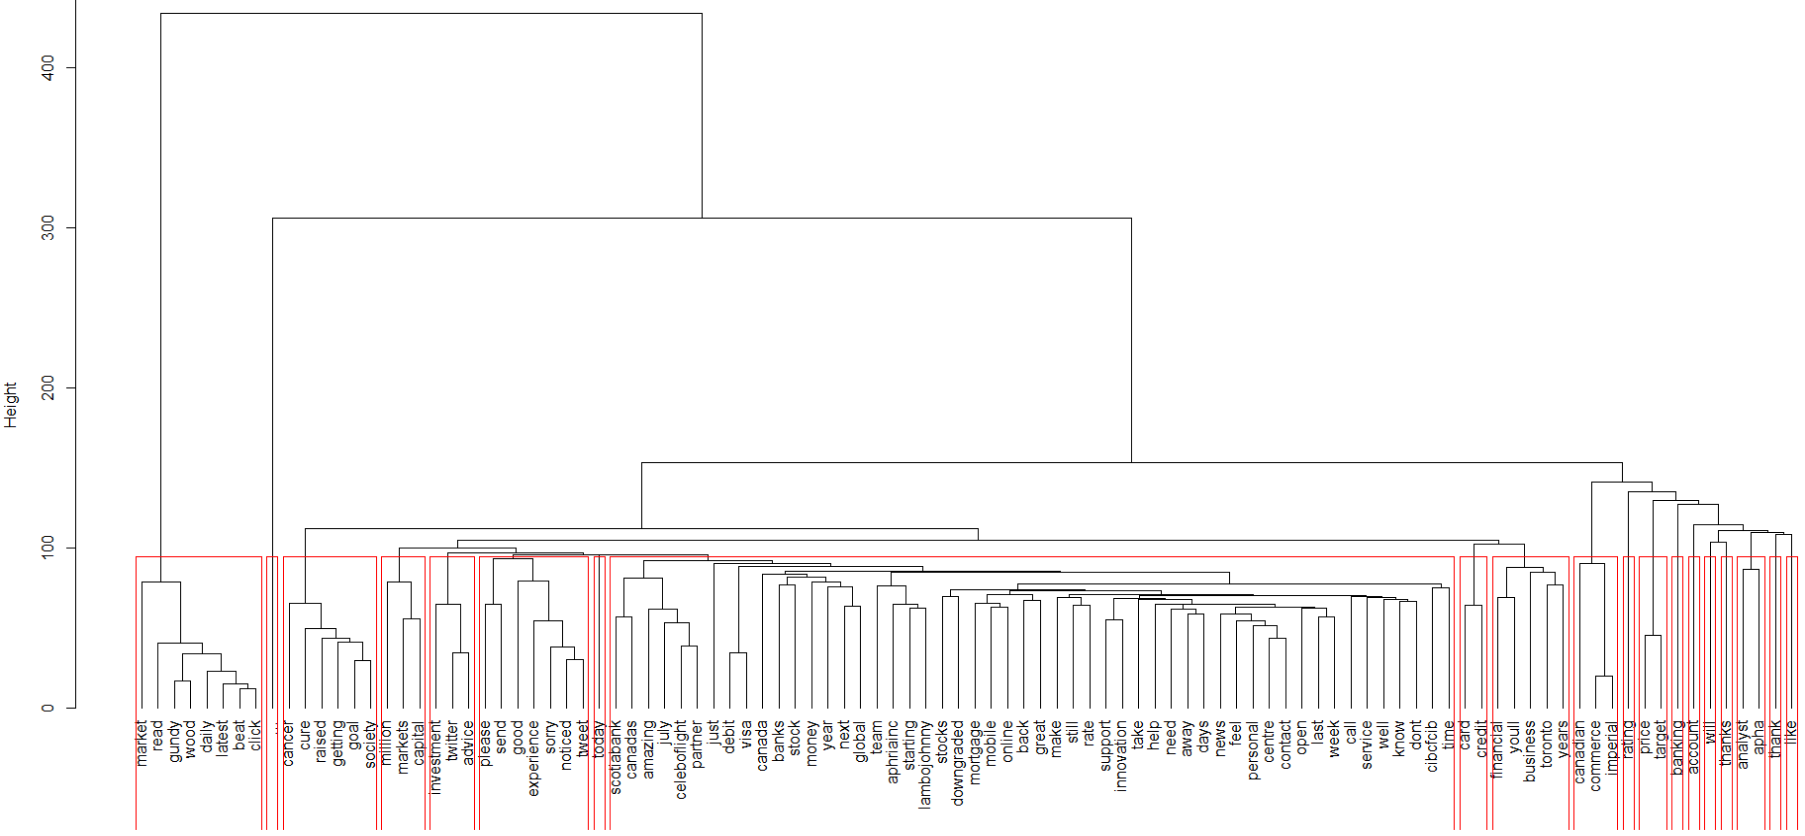 400
300
200
100
0
Height
market
read
gundy
wood
daily
latest
beat
click
cancer
cure
raised
getting
goal
society
million
markets
capital
investment
twitter
advice
please
send
good
experience
sorry
noticed
tweet
today
scotiabank
canadas
amazing
july
celeboflight
partner
just
debit
visa
canada
banks
stock
money
year
next
global
team
aphriainc
starting
lambojohnny
stocks
downgraded
mortgage
mobile
online
back
great
make
still
rate
support
innovation
take
help
need
away
days
news
feel
personal
centre
contact
open
last
week
call
service
well
know
dont
cibcfcib
time
card
credit
financial
youll
business
toronto
years
canadian
commerce
imperial
rating
price
target
banking
account
will
thanks
analyst
apha
thank
like